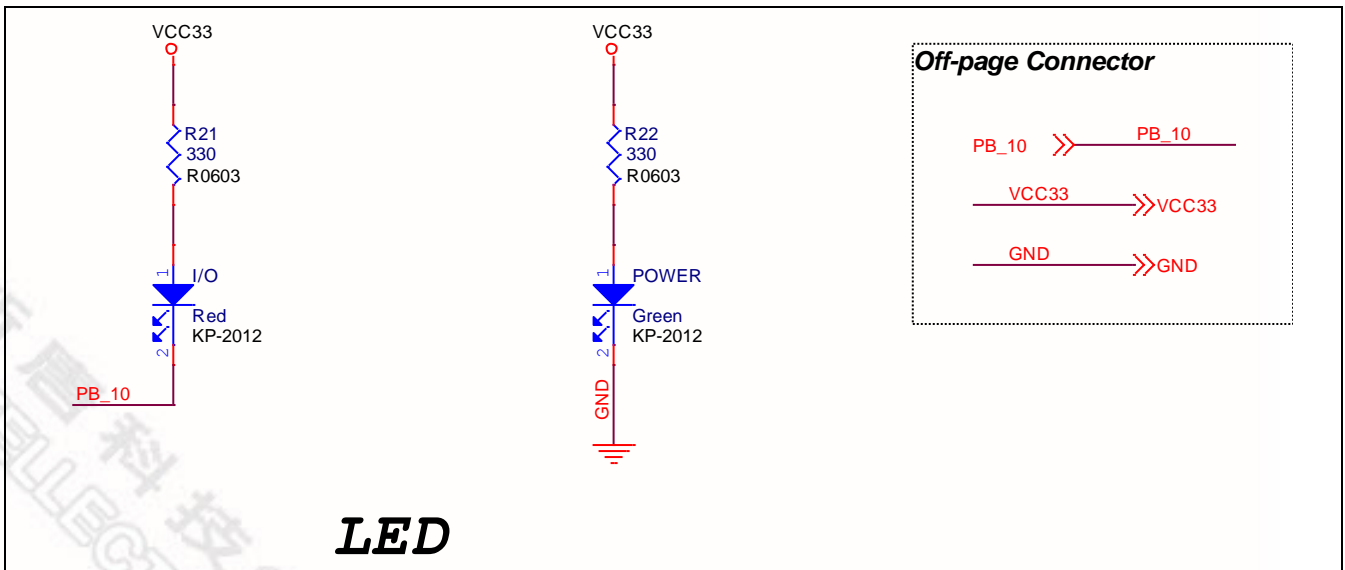 VCC33
R21
330
R0603
1
I/O
Red
KP-2012
2
PB_10
VCC33
R22
330
R0603
1
POWER
Green
KP-2012
2
GND
Off-page Connector
PB_10 PB_10
VCC33 VCC33
GND GND
LED